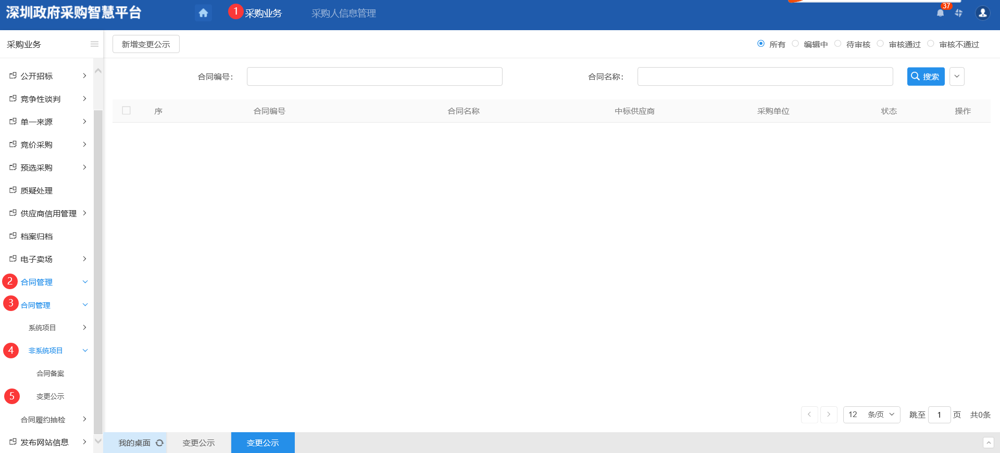 深圳政府采购智慧平台
1 采购业务
采购人信息管理
37
采购业务
新增变更公示
所有 编辑中 待审核 审核通过 审核不通过
公开招标
竞争性谈判
单一来源
竞价采购
预选采购
质疑处理
供应商信用管理
档案归档
电子卖场
2 合同管理
3 合同管理
系统项目
4 非系统项目
合同备案
5 变更公示
合同履约抽检
发布网站信息
合同编号：
合同名称：
搜索
序 合同编号 合同名称 中标供应商 采购单位 状态 操作
12 条/页 跳至 1 页 共0条
我的桌面 变更公示 变更公示